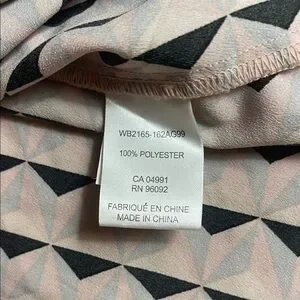 WB2165-162AG99
100% POLYESTER
CA 04991
RN 96092
FABRIQUÉ EN CHINE
MADE IN CHINA